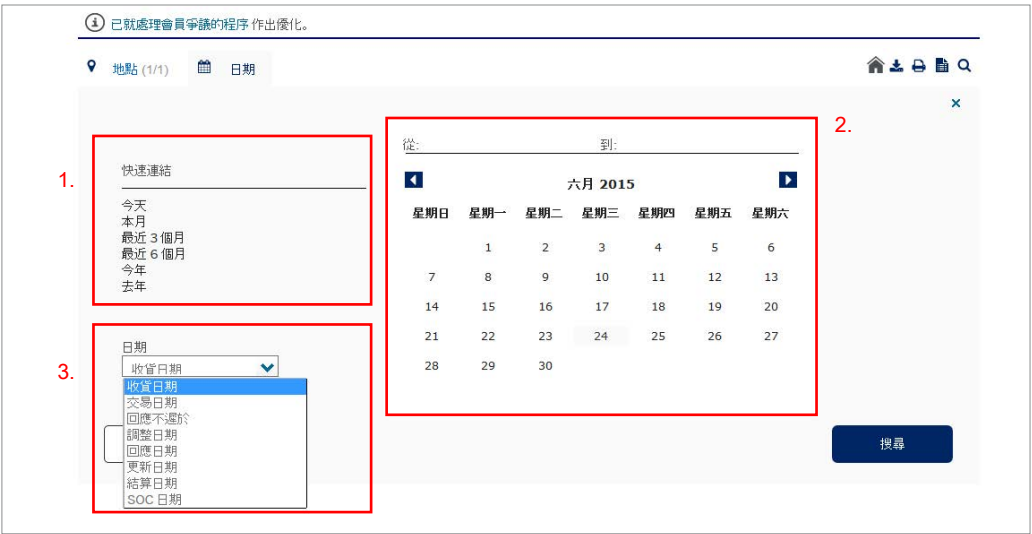 已就處理會員爭議的程序 作出優化。
地點 (1/1) 日期
1.
快速連結
今天
本月
最近 3 個月
最近 6 個月
今年
去年
2.
從: 到:
六月 2015
星期日 星期一 星期二 星期三 星期四 星期五 星期六
1 2 3 4 5 6
7 8 9 10 11 12 13
14 15 16 17 18 19 20
21 22 23 24 25 26 27
28 29 30
3.
日期
收貨日期
收貨日期
交易日期
回應不遲於
調整日期
回應日期
更新日期
結算日期
SOC 日期
搜尋